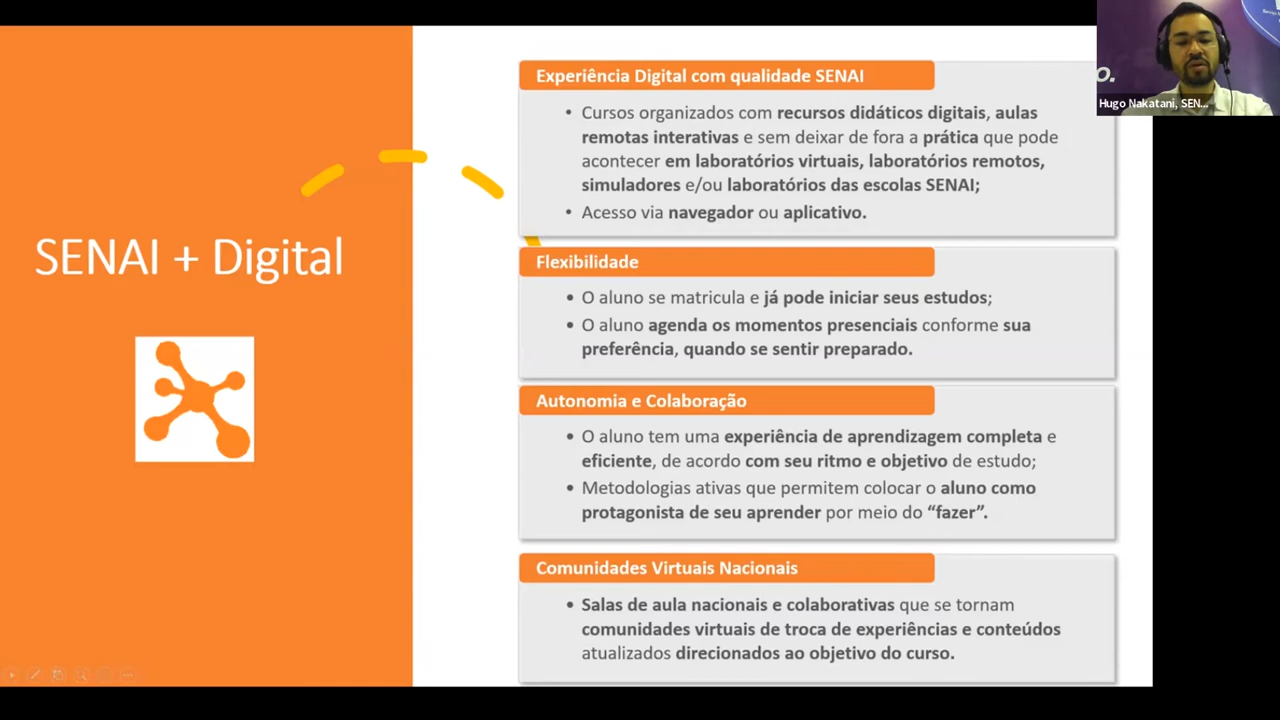 SENAI + Digital
Experiência Digital com qualidade SENAI
• Cursos organizados com recursos didáticos digitais, aulas
remotas interativas e sem deixar de fora a prática que pode
acontecer em laboratórios virtuais, laboratórios remotos,
simuladores e/ou laboratórios das escolas SENAI;
• Acesso via navegador ou aplicativo.
Flexibilidade
• O aluno se matricula e já pode iniciar seus estudos;
• O aluno agenda os momentos presenciais conforme sua
preferência, quando se sentir preparado.
Autonomia e Colaboração
• O aluno tem uma experiência de aprendizagem completa e
eficiente, de acordo com seu ritmo e objetivo de estudo;
• Metodologias ativas que permitem colocar o aluno como
protagonista de seu aprender por meio do “fazer”.
Comunidades Virtuais Nacionais
• Salas de aula nacionais e colaborativas que se tornam
comunidades virtuais de troca de experiências e conteúdos
atualizados direcionados ao objetivo do curso.
o.
Hugo Nakatani, SEN...